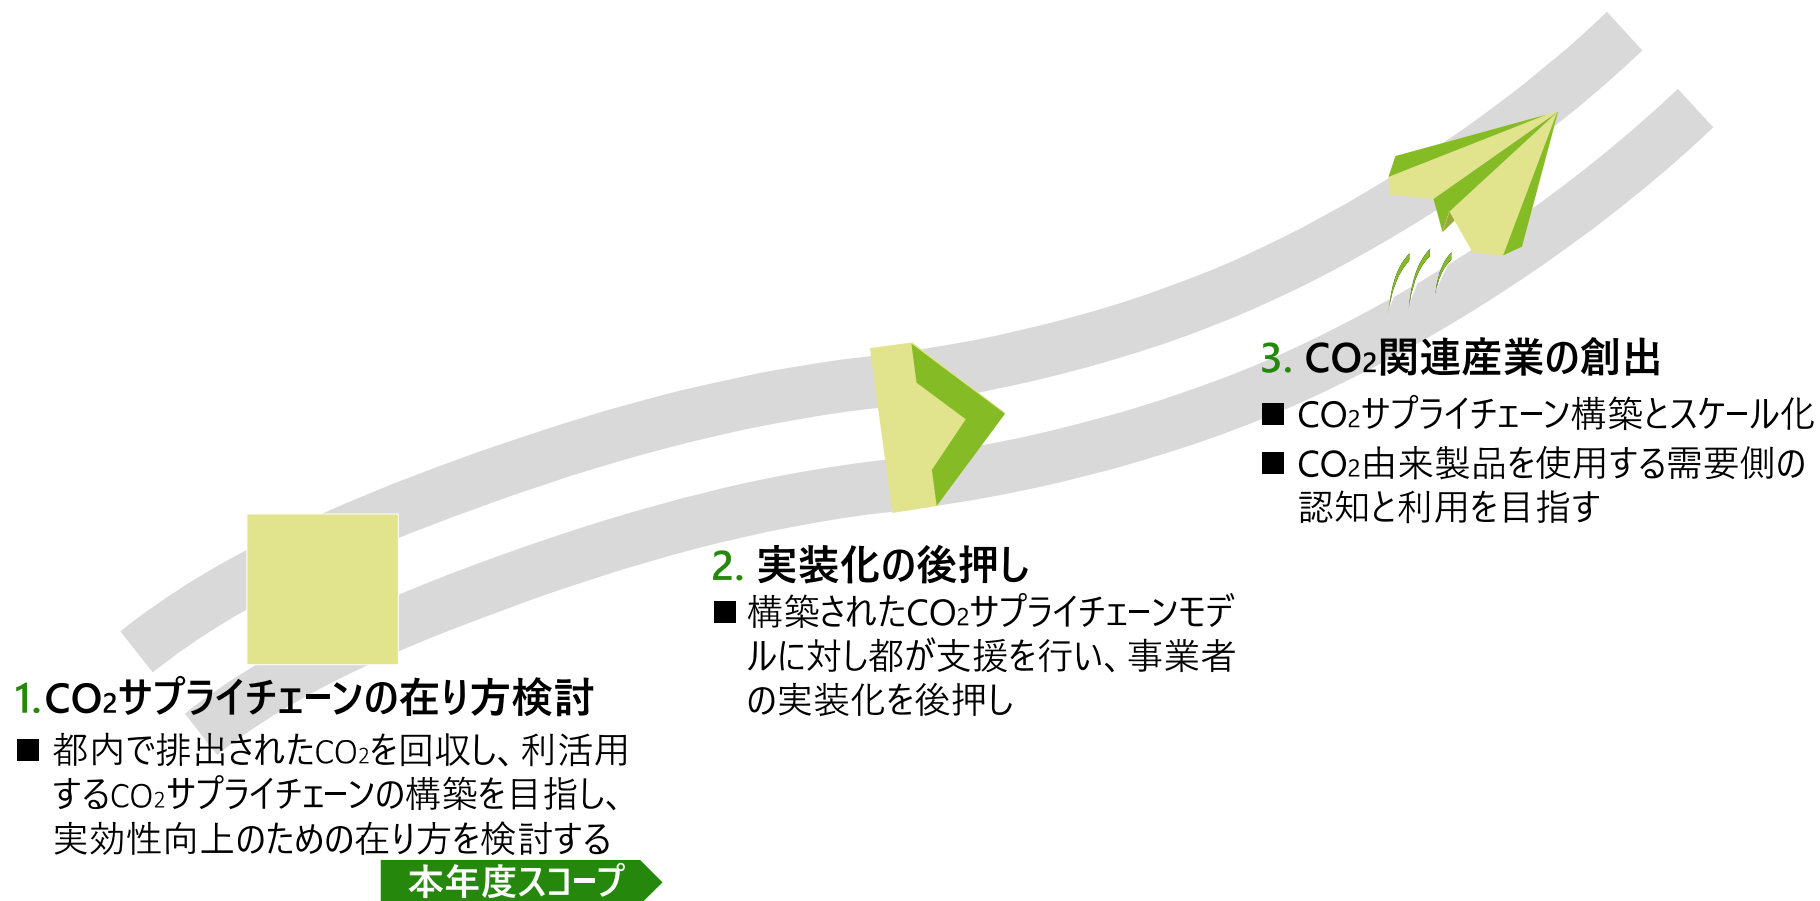 1.CO2サプライチェーンの在り方検討
■ 都内で排出されたCO2を回収し、利活用
するCO2サプライチェーンの構築を目指し、
実効性向上のための在り方を検討する
本年度スコープ
2. 実装化の後押し
■ 構築されたCO2サプライチェーンモデ
ルに対し都が支援を行い、事業者
の実装化を後押し
3. CO2関連産業の創出
■ CO2サプライチェーン構築とスケール化
■ CO2由来製品を使用する需要側の
認知と利用を目指す